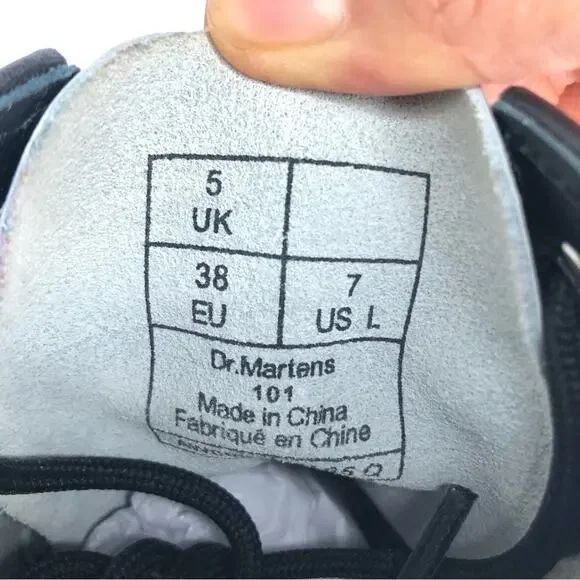 5
UK
38
EU
7
US L
Dr.Martens
101
Made in China
Fabriqué en Chine